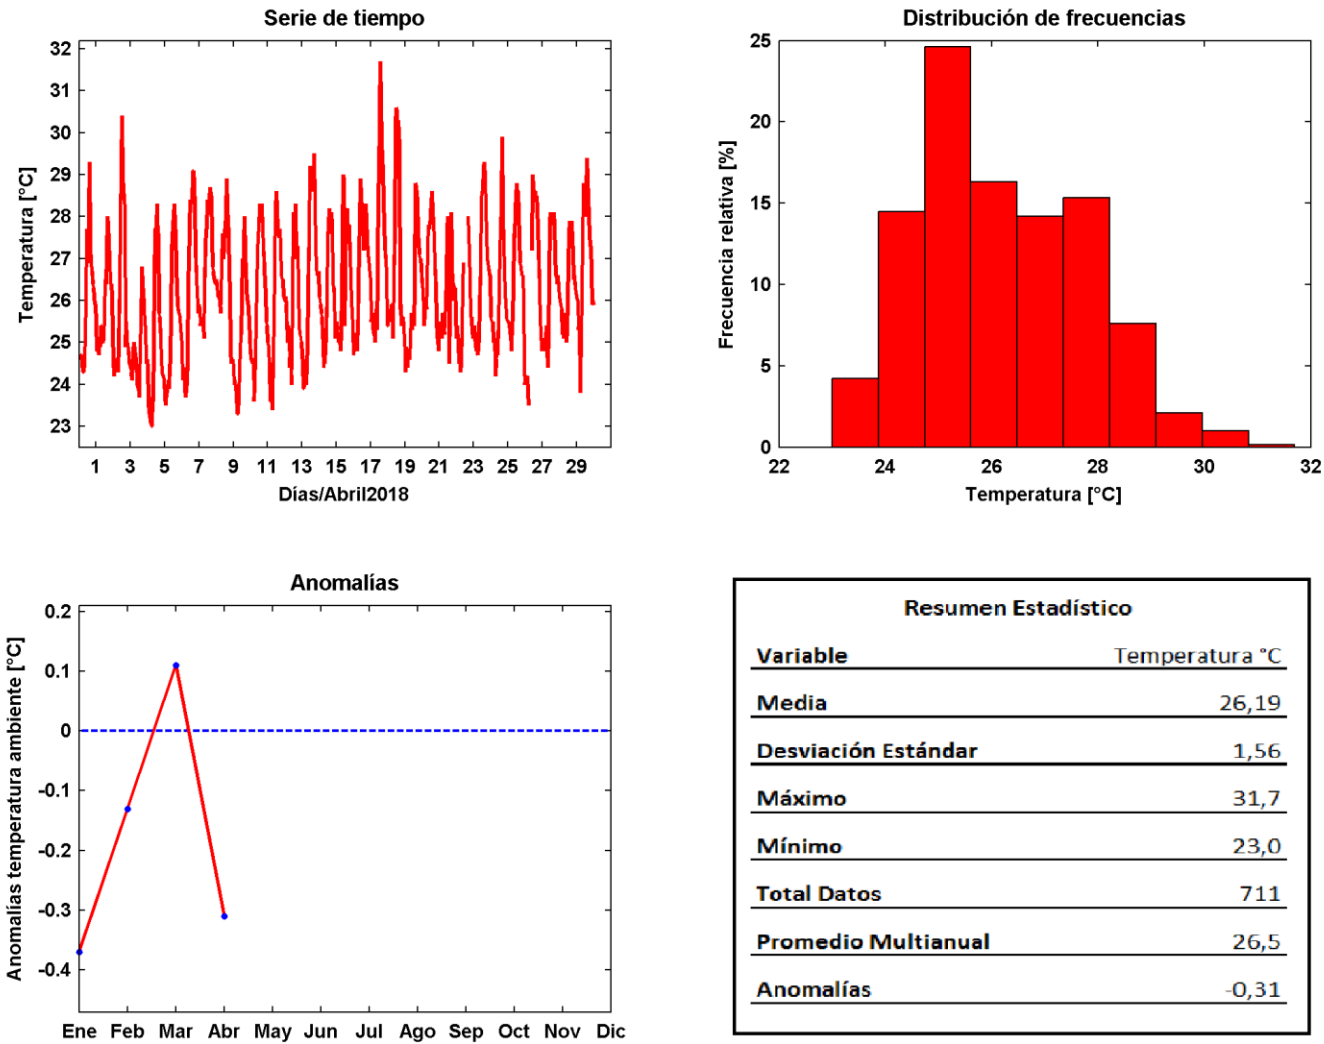 Serie de tiempo
32
31
30
29
28
27
26
25
24
23
Temperatura [°C]
1 3 5 7 9 11 13 15 17 19 21 23 25 27 29
Días/Abril2018
Distribución de frecuencias
25
20
15
10
5
0
Frecuencia relativa [%]
22 24 26 28 30 32
Temperatura [°C]
Anomalías
0.2
0.1
0
-0.1
-0.2
-0.3
-0.4
Anomalías temperatura ambiente [°C]
Ene Feb Mar Abr May Jun Jul Ago Sep Oct Nov Dic
Resumen Estadístico
Variable Temperatura °C
Media 26,19
Desviación Estándar 1,56
Máximo 31,7
Mínimo 23,0
Total Datos 711
Promedio Multianual 26,5
Anomalías -0,31